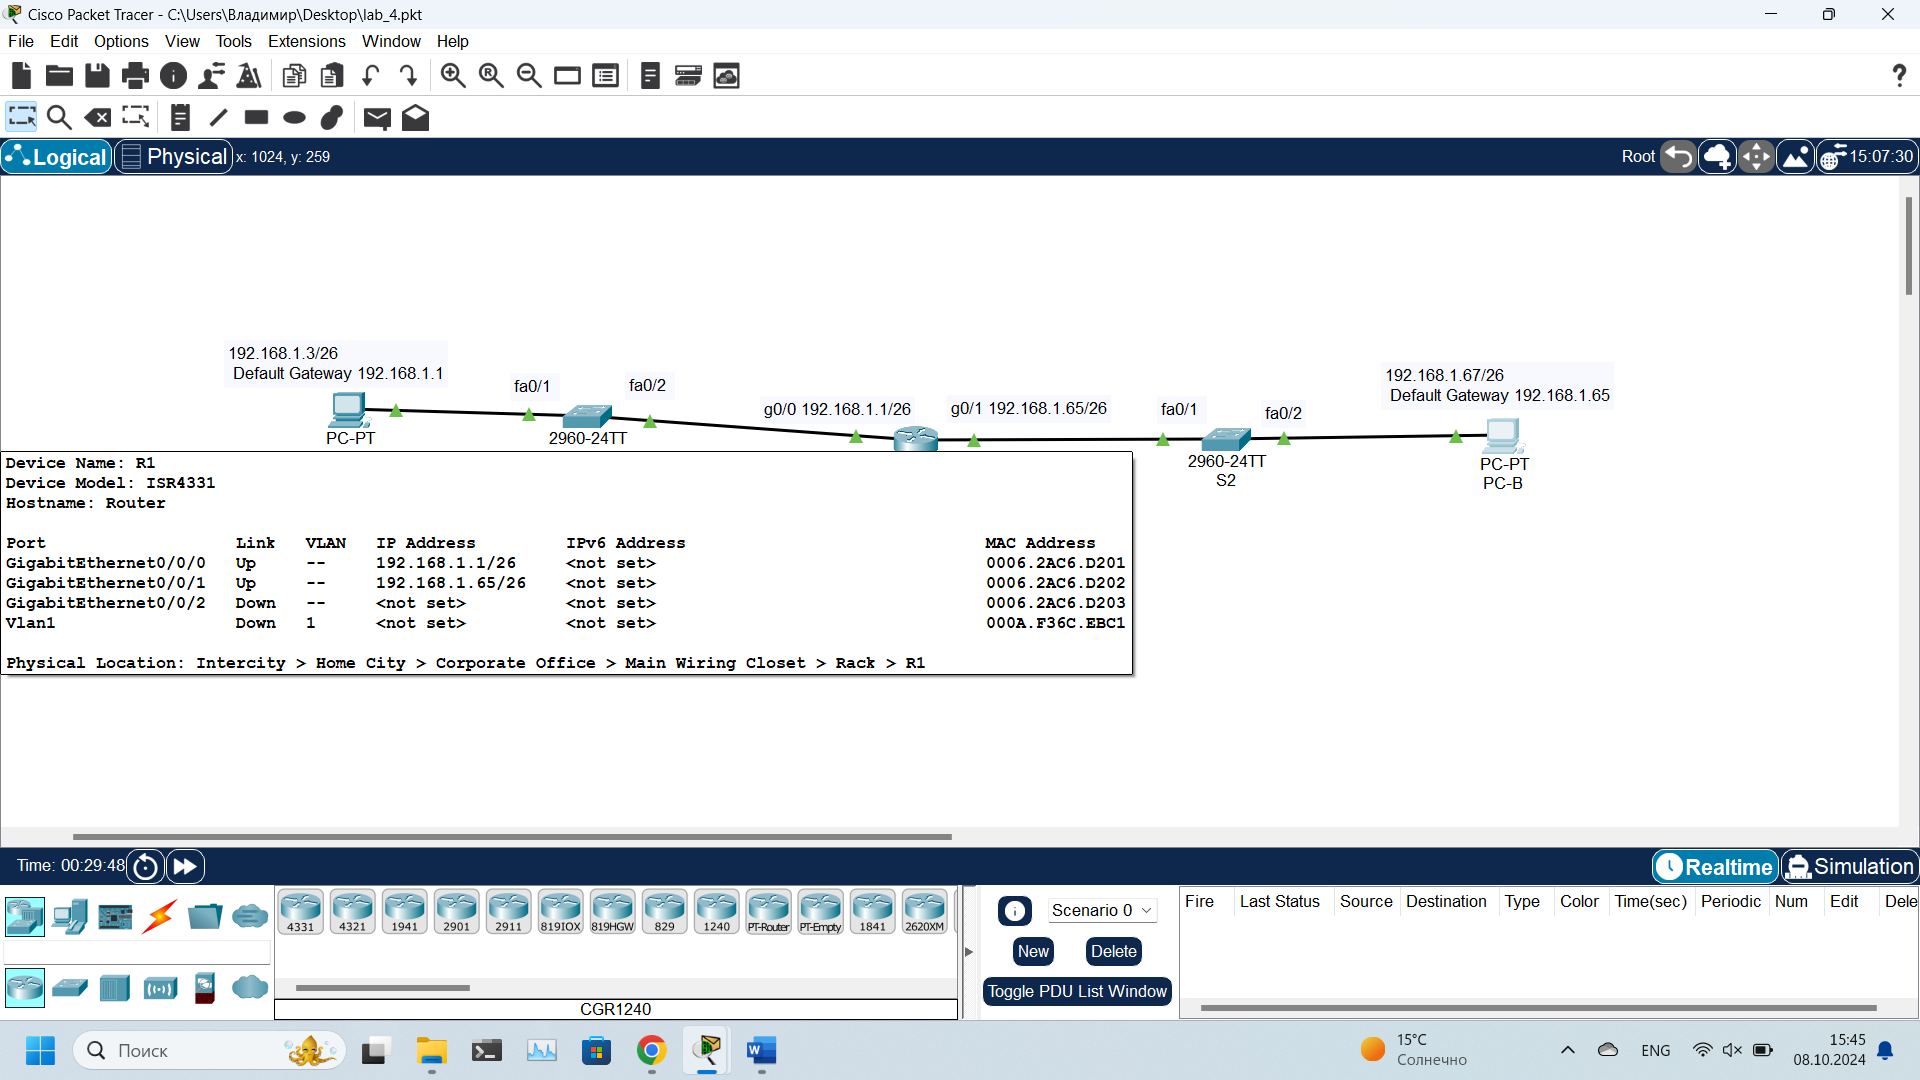 Cisco Packet Tracer - C:\Users\Владимир\Desktop\lab_4.pkt
File Edit Options View Tools Extensions Window Help
Logical Physical x: 1024, y: 259 Root 15:07:30
192.168.1.3/26
Default Gateway 192.168.1.1
fa0/1
fa0/2
g0/0 192.168.1.1/26
g0/1 192.168.1.65/26
fa0/1
fa0/2
192.168.1.67/26
Default Gateway 192.168.1.65
PC-PT
2960-24TT
2960-24TT
S2
PC-PT
PC-B
Device Name: R1
Device Model: ISR4331
Hostname: Router
Port Link VLAN IP Address IPv6 Address MAC Address
GigabitEthernet0/0/0 Up -- 192.168.1.1/26 <not set> 0006.2AC6.D201
GigabitEthernet0/0/1 Up -- 192.168.1.65/26 <not set> 0006.2AC6.D202
GigabitEthernet0/0/2 Down -- <not set> <not set> 0006.2AC6.D203
Vlan1 Down 1 <not set> <not set> 000A.F36C.EBC1
Physical Location: Intercity > Home City > Corporate Office > Main Wiring Closet > Rack > R1
Time: 00:29:48 Realtime Simulation
4331 4321 1941 2901 2911 819IOX 819HGW 829 1240 PT-Router PT-Empty 1841 2620XM
CGR1240
Scenario 0
New Delete
Toggle PDU List Window
Fire Last Status Source Destination Type Color Time(sec) Periodic Num Edit Dele
Поиск
15°C
Солнечно
ENG
15:45
08.10.2024